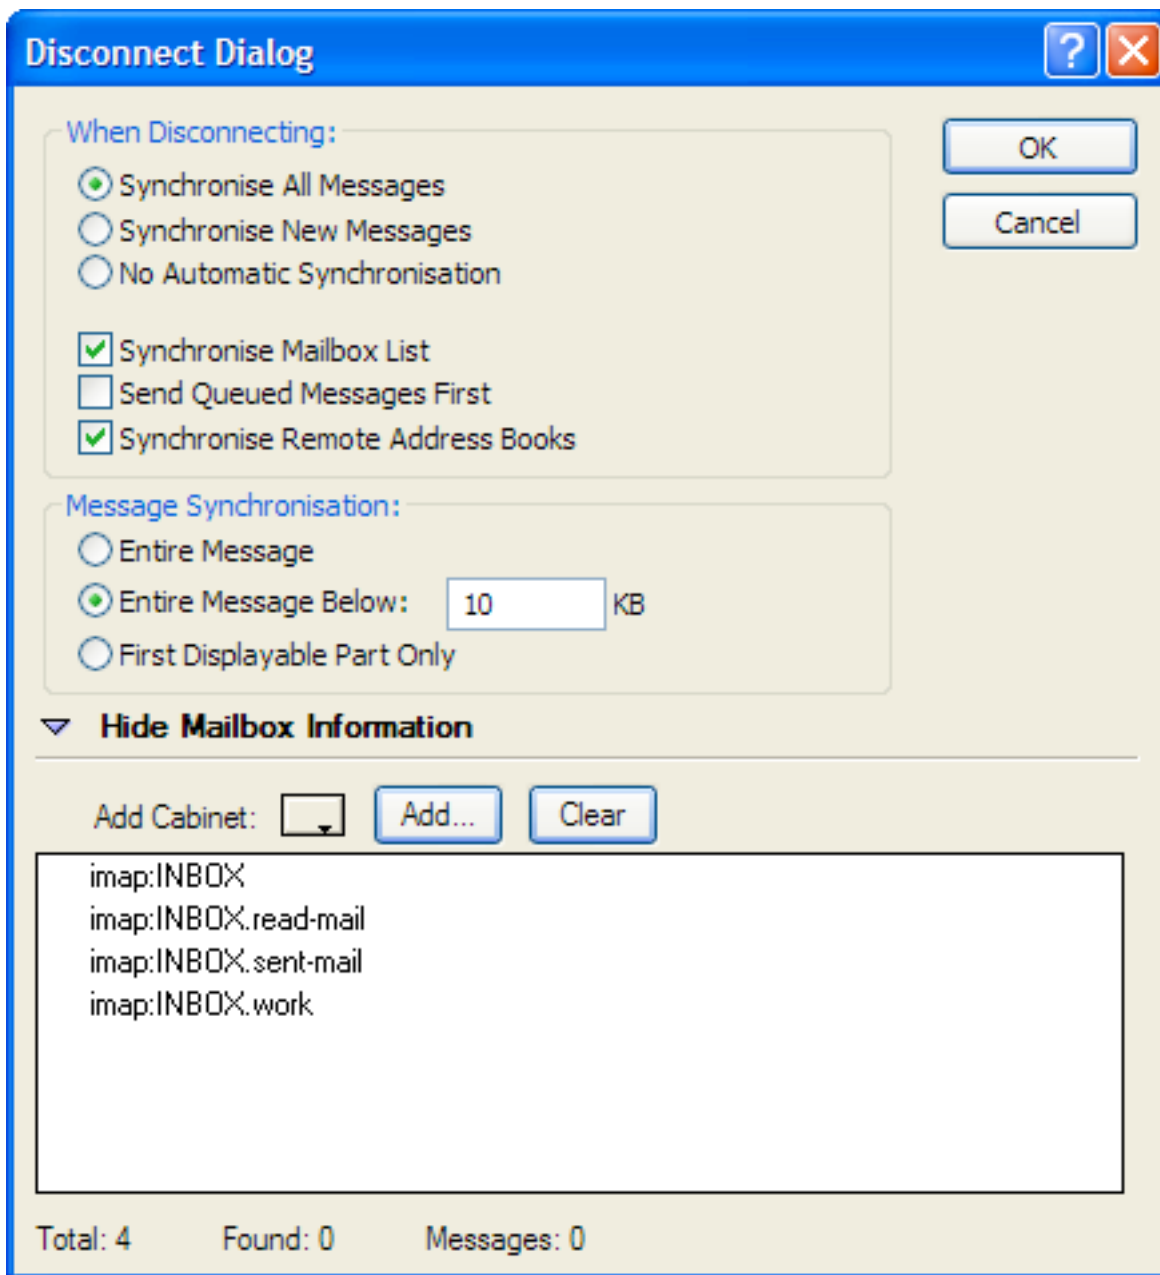 Disconnect Dialog
?
When Disconnecting:
OK
Synchronise All Messages
Cancel
Synchronise New Messages
No Automatic Synchronisation
Synchronise Mailbox List
Send Queued Messages First
Synchronise Remote Address Books
Message Synchronisation:
Entire Message
Entire Message Below: 10 KB
First Displayable Part Only
Hide Mailbox Information
Add Cabinet: Add... Clear
imap:INBOX
imap:INBOX.read-mail
imap:INBOX.sent-mail
imap:INBOX.work
Total: 4 Found: 0 Messages: 0